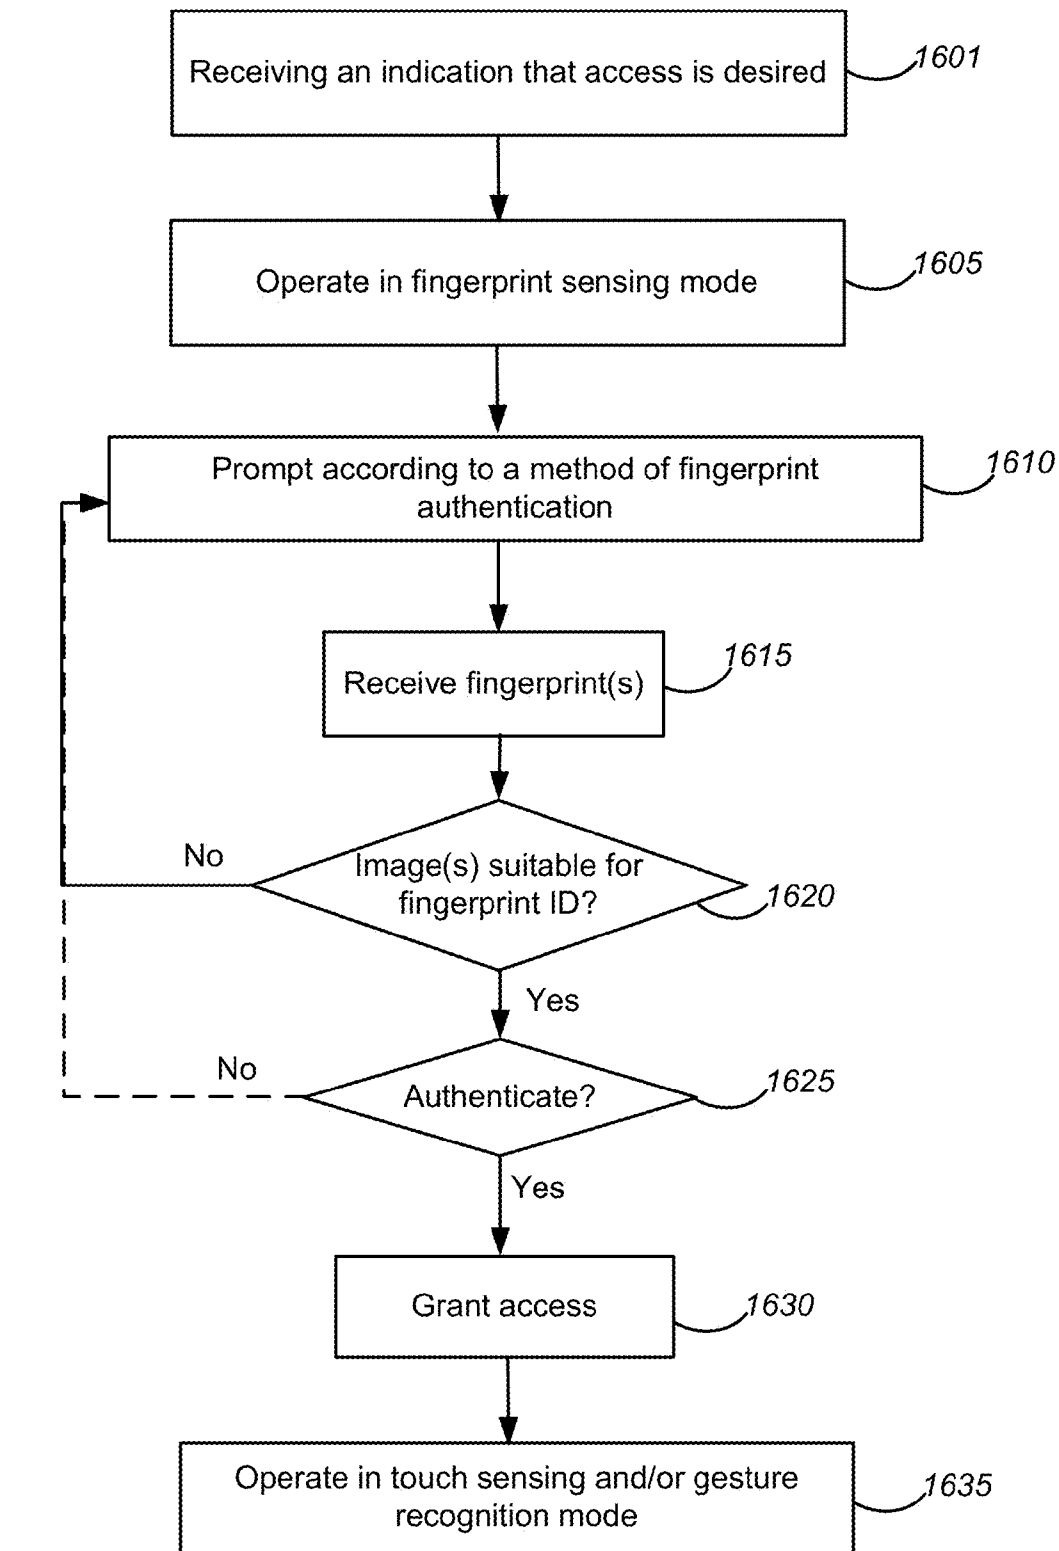 Receiving an indication that access is desired
1601
Operate in fingerprint sensing mode
1605
Prompt according to a method of fingerprint
authentication
1610
Receive fingerprint(s)
1615
No
Image(s) suitable for
fingerprint ID?
1620
Yes
No
Authenticate?
1625
Yes
Grant access
1630
Operate in touch sensing and/or gesture
recognition mode
1635